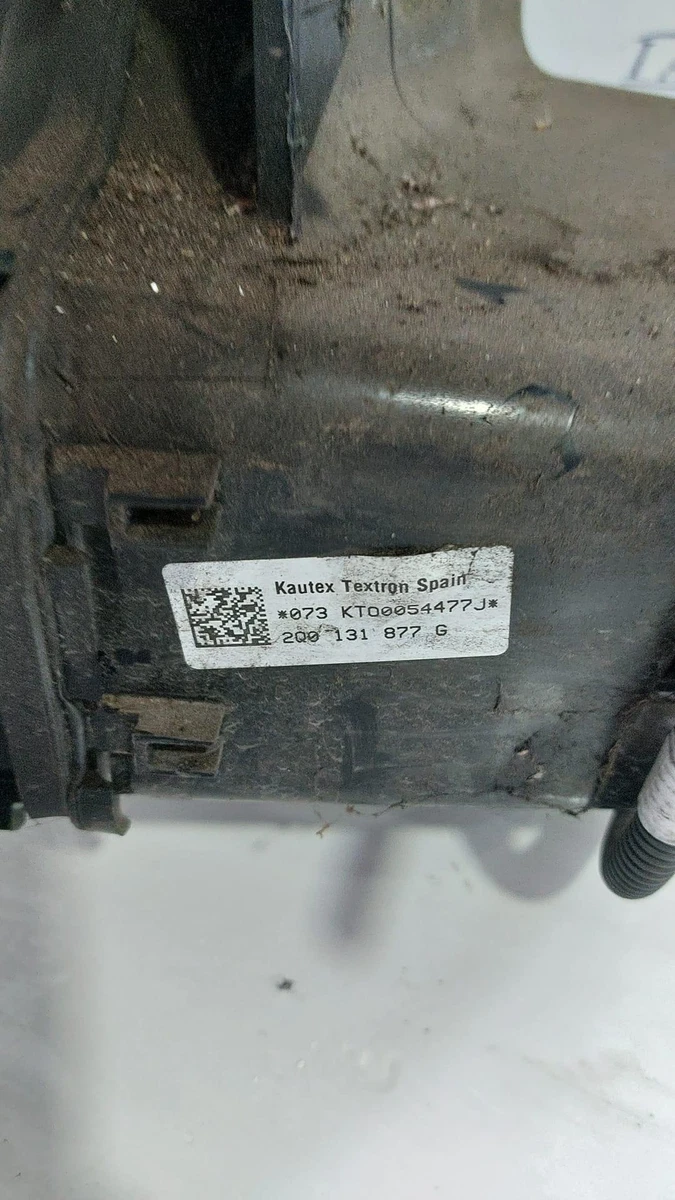 Kautex Textron Spain
*073 KTQ0054477J*
2Q0 131 877 G